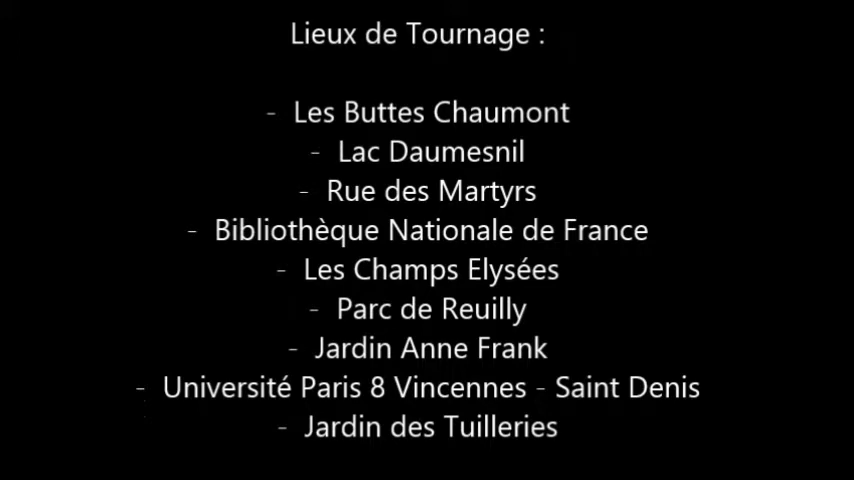 Lieux de Tournage :
- Les Buttes Chaumont
- Lac Daumesnil
- Rue des Martyrs
- Bibliothèque Nationale de France
- Les Champs Elysées
- Parc de Reuilly
- Jardin Anne Frank
- Université Paris 8 Vincennes - Saint Denis
- Jardin des Tuilleries